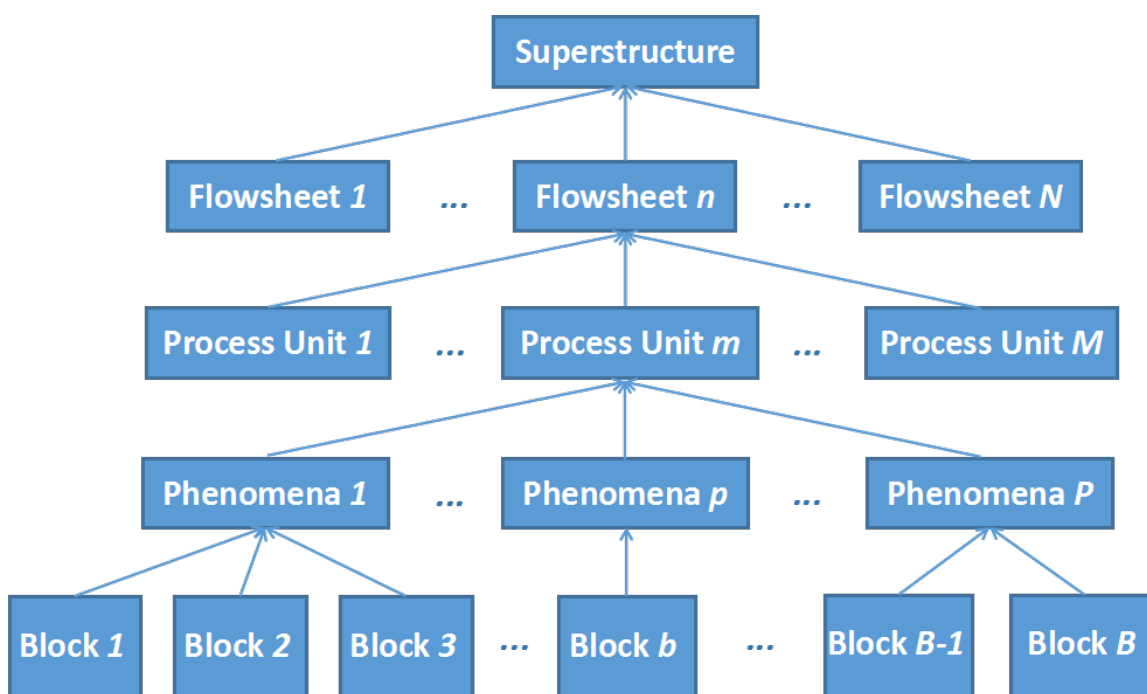 Superstructure
Flowsheet 1 ... Flowsheet n ... Flowsheet N
Process Unit 1 ... Process Unit m ... Process Unit M
Phenomena 1 ... Phenomena p ... Phenomena P
Block 1 Block 2 Block 3 ... Block b ... Block B-1 Block B